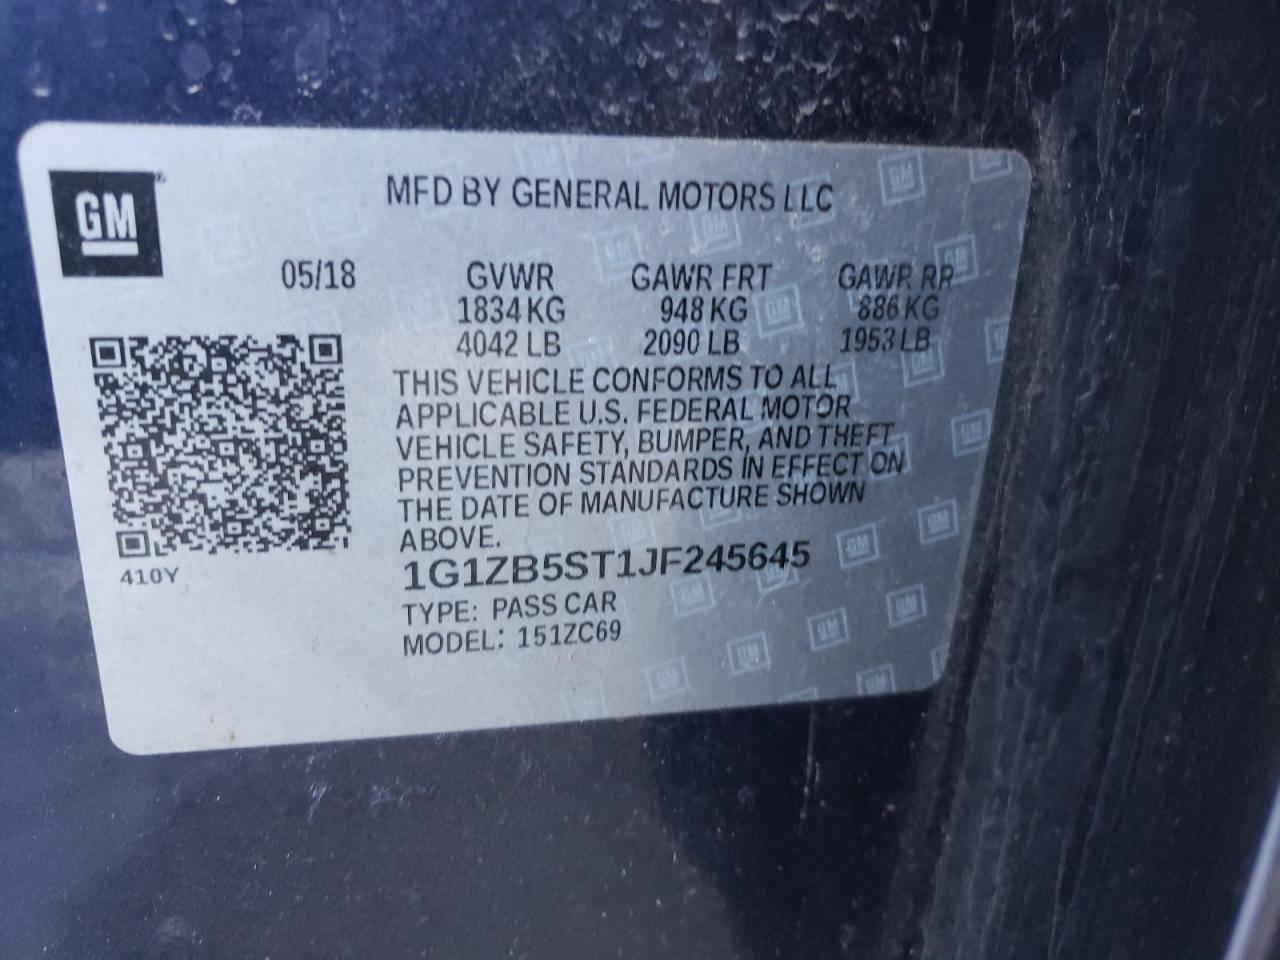 GM
MFD BY GENERAL MOTORS LLC
05/18 GVWR GAWR FRT GAWR RR
1834 KG 948 KG 886 KG
4042 LB 2090 LB 1953 LB
THIS VEHICLE CONFORMS TO ALL
APPLICABLE U.S. FEDERAL MOTOR
VEHICLE SAFETY, BUMPER, AND THEFT
PREVENTION STANDARDS IN EFFECT ON
THE DATE OF MANUFACTURE SHOWN
ABOVE.
410Y
1G1ZB5ST1JF245645
TYPE: PASS CAR
MODEL: 151ZC69